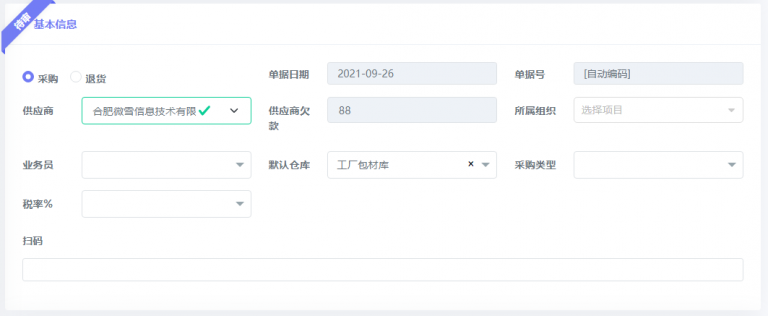 待审
基本信息
采购 退货 单据日期 2021-09-26 单据号 [自动编码]
供应商 合肥微雪信息技术有限 供应商欠款 88 所属组织 选择项目
业务员 默认仓库 工厂包材库 × 采购类型
税率%
扫码